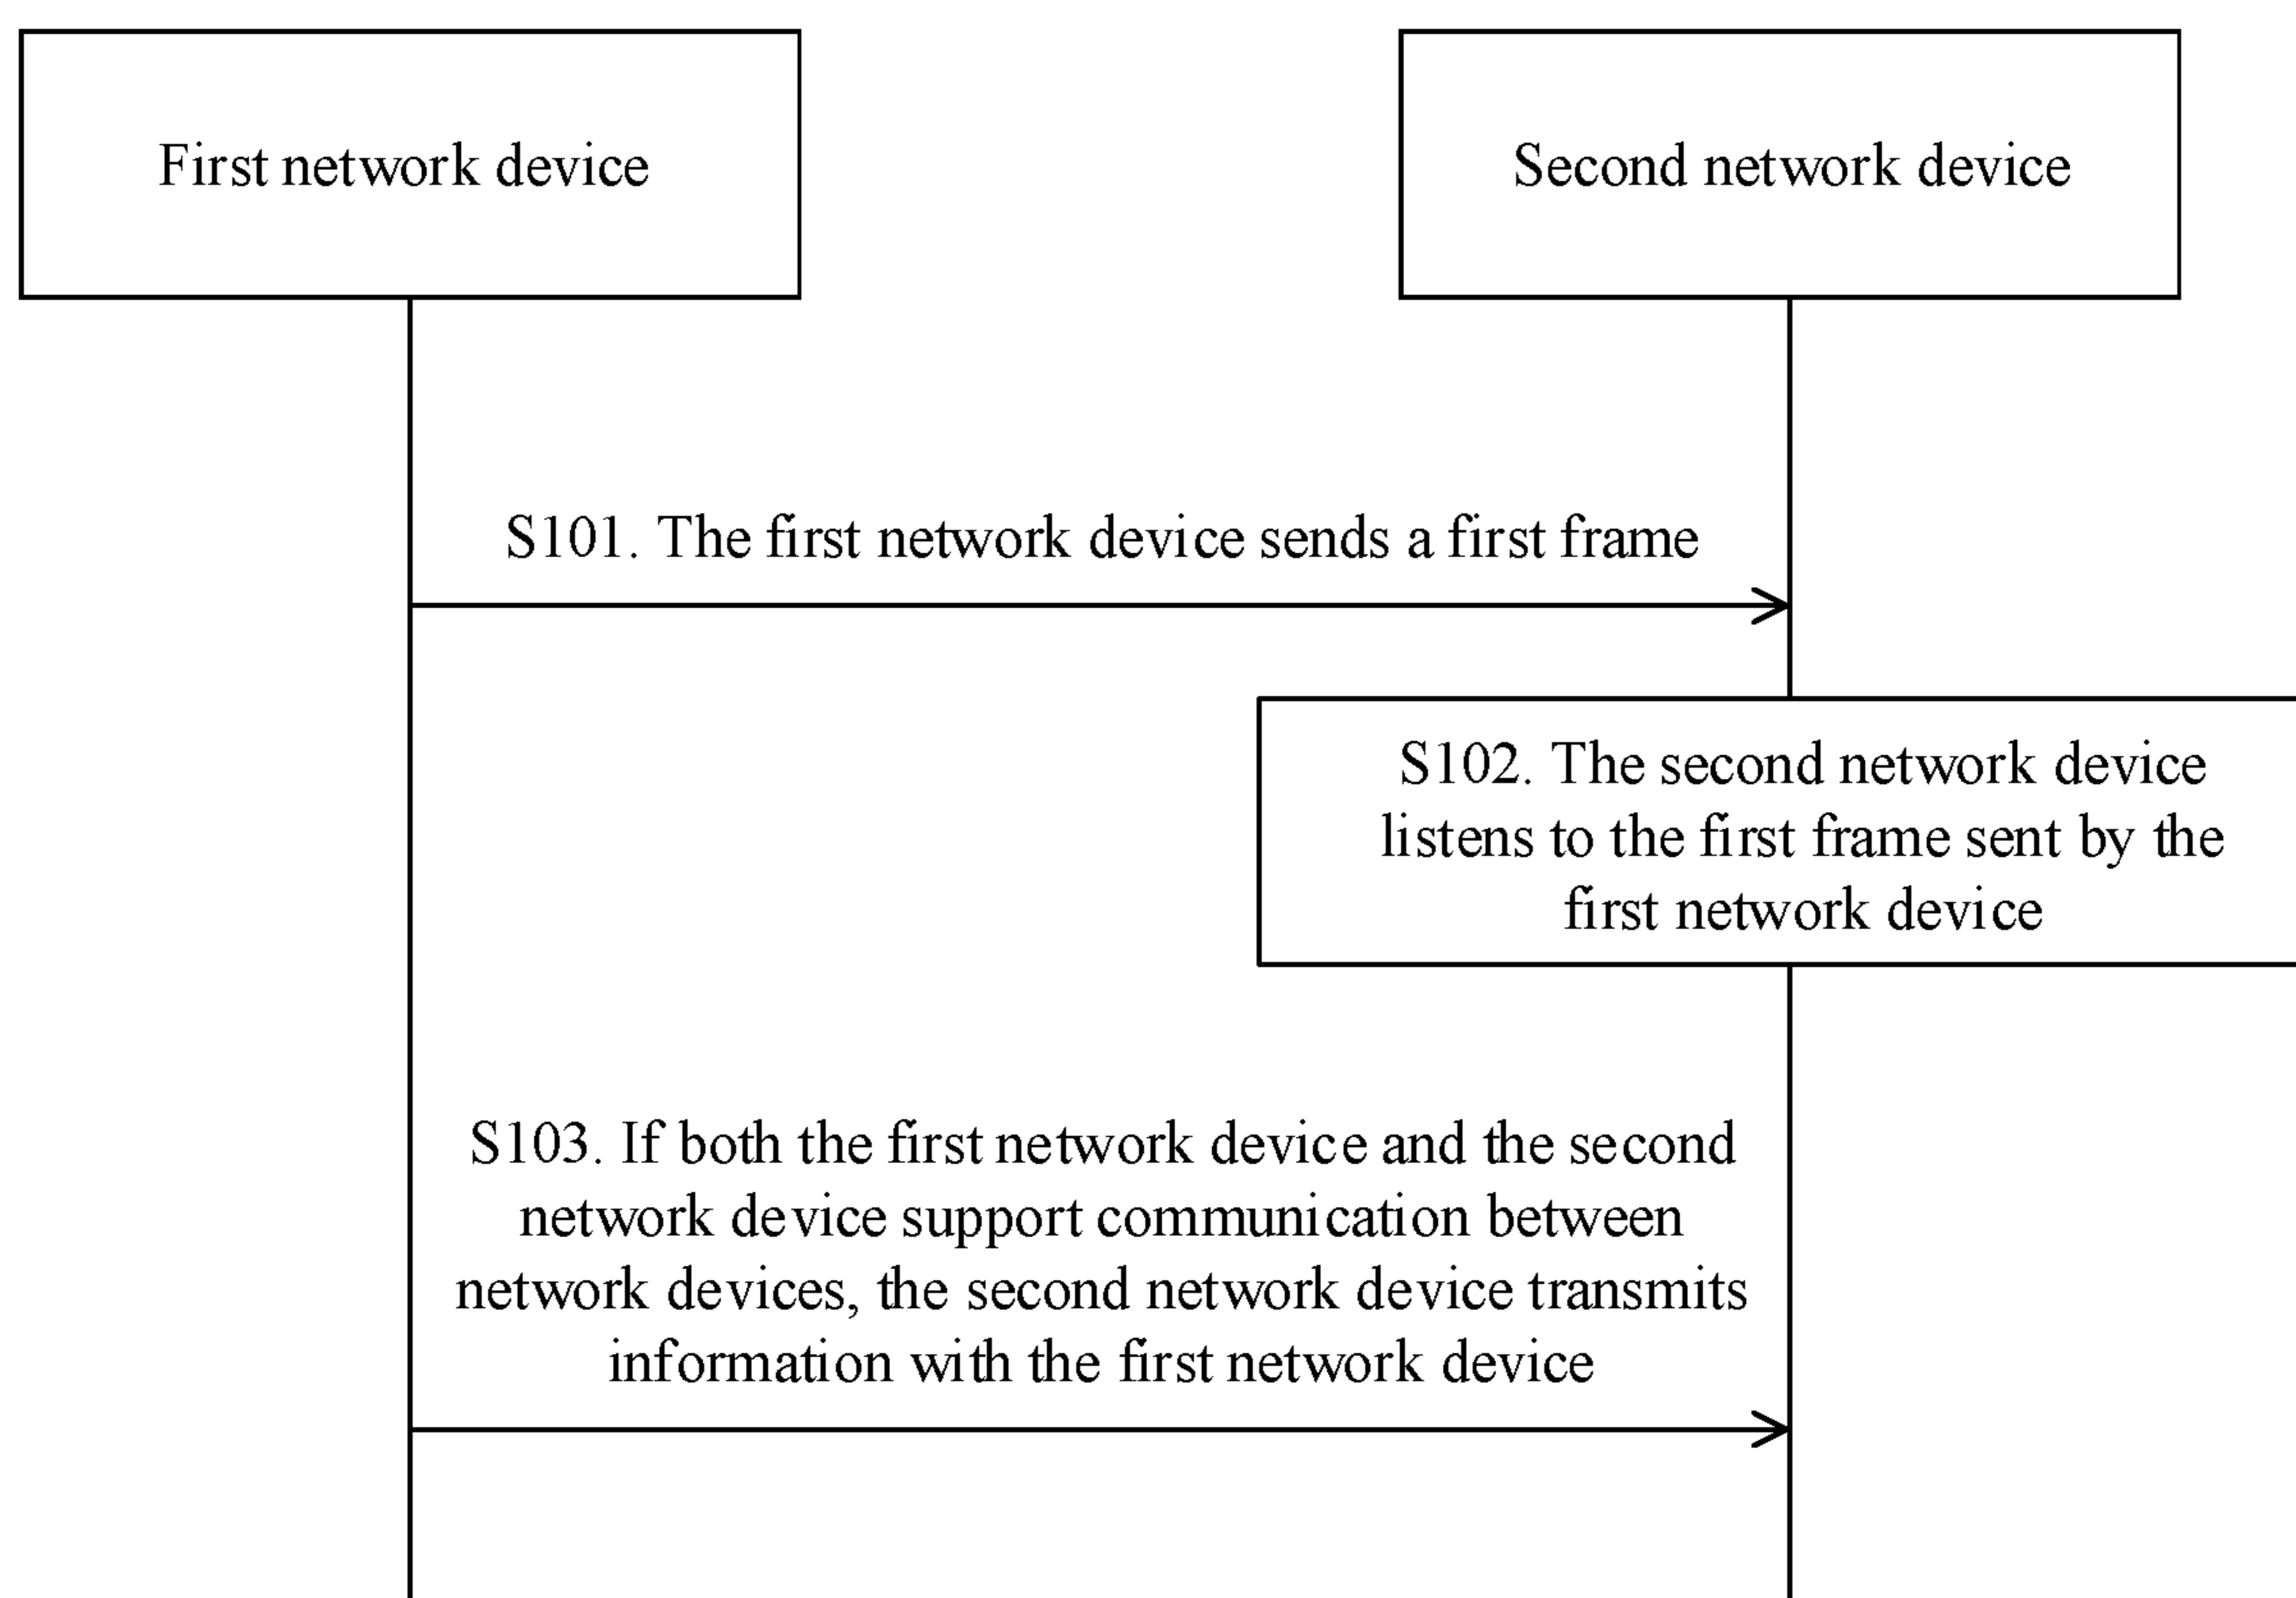 First network device
Second network device
S101. The first network device sends a first frame
S102. The second network device
listens to the first frame sent by the
first network device
S103. If both the first network device and the second
network device support communication between
network devices, the second network device transmits
information with the first network device